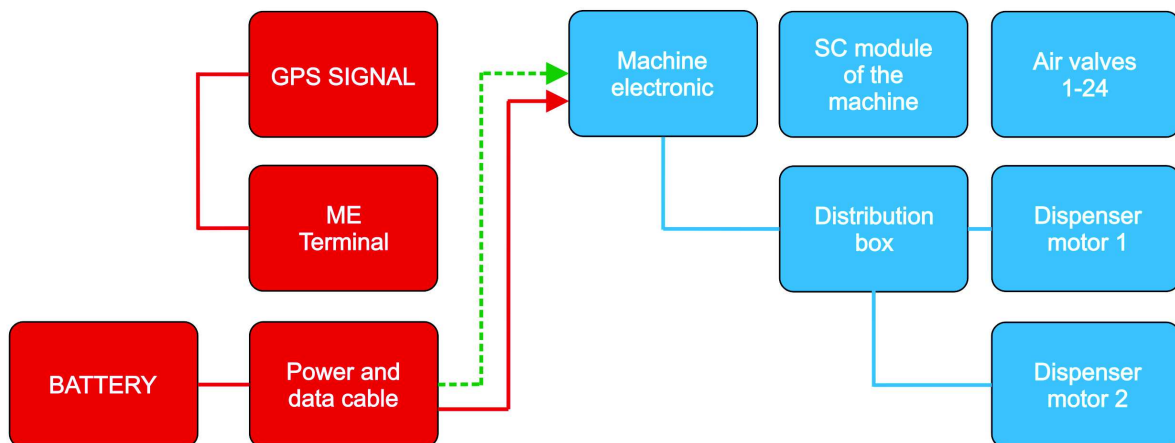 GPS SIGNAL
Machine
electronic
SC module
of the
machine
Air valves
1-24
ME
Terminal
Distribution
box
Dispenser
motor 1
BATTERY
Power and
data cable
Dispenser
motor 2